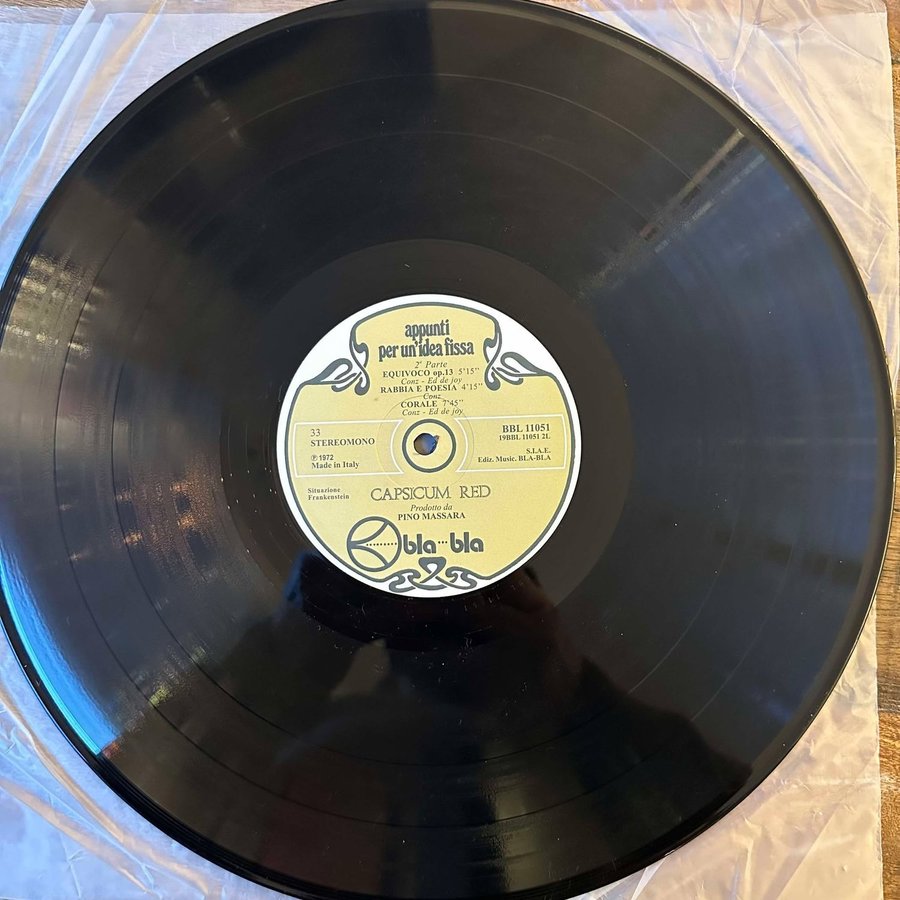 appunti
per un'idea fissa
2ª Parte
EQUIVOCO op.13 5'15"
Conz - Ed de joy
RABBIA E POESIA 4'15"
Conz
CORALE 7'45"
Conz - Ed de joy
33
STEREOMONO
℗ 1972
Made in Italy
BBL 11051
19BBL 11051 2L
S.I.A.E.
Ediz. Music. BLA-BLA
Situazione
Frankenstein
CAPSICUM RED
Prodotto da
PINO MASSARA
bla···bla